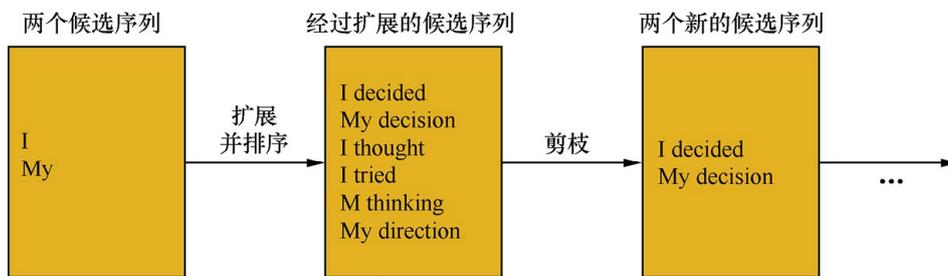 两个候选序列
I
My
扩展
并排序
经过扩展的候选序列
I decided
My decision
I thought
I tried
M thinking
My direction
剪枝
两个新的候选序列
I decided
My decision
...